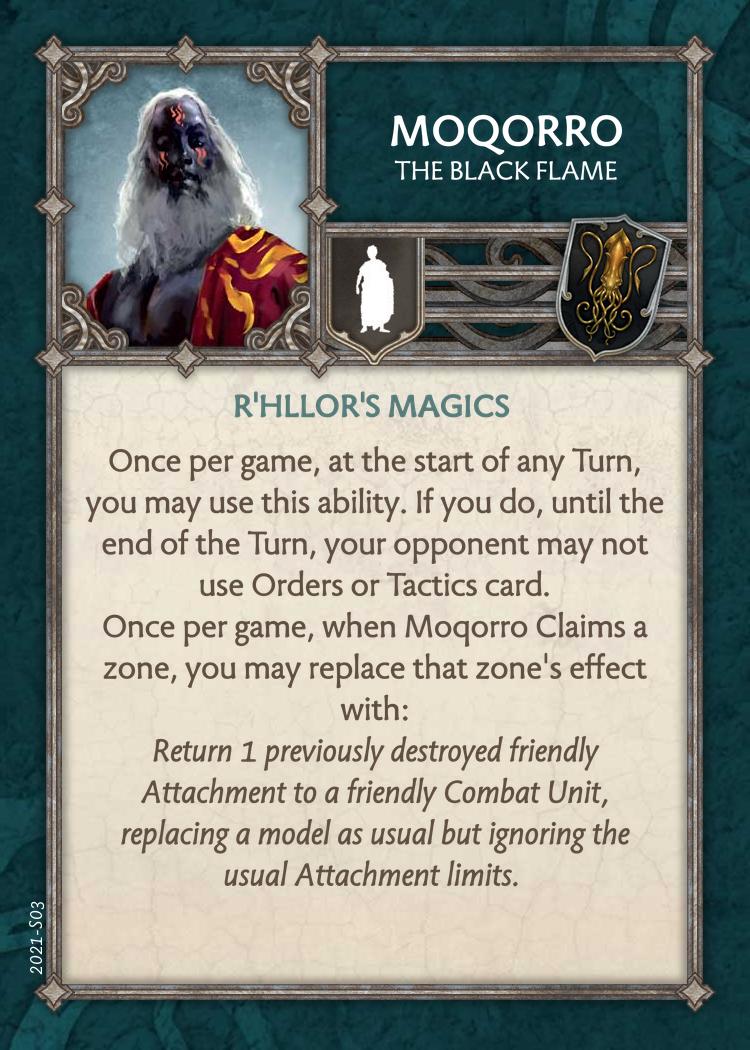 MOQORRO
THE BLACK FLAME
R'HLLOR'S MAGICS
Once per game, at the start of any Turn,
you may use this ability. If you do, until the
end of the Turn, your opponent may not
use Orders or Tactics card.
Once per game, when Moqorro Claims a
zone, you may replace that zone's effect
with:
Return 1 previously destroyed friendly
Attachment to a friendly Combat Unit,
replacing a model as usual but ignoring the
usual Attachment limits.
2021-S03